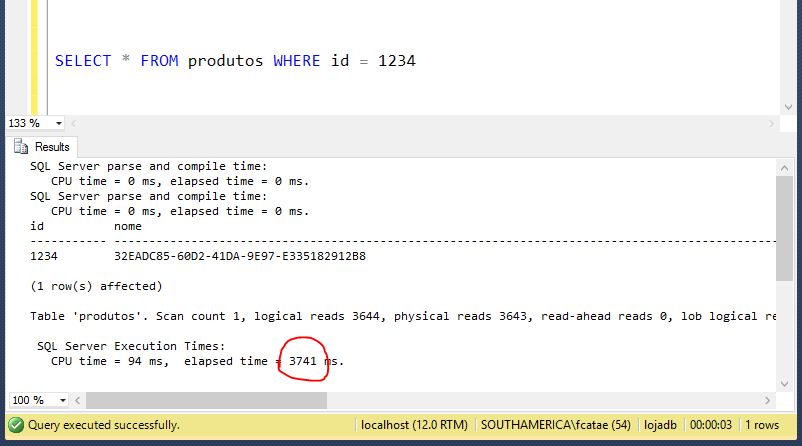 SELECT * FROM produtos WHERE id = 1234
133 %
Results
SQL Server parse and compile time:
CPU time = 0 ms, elapsed time = 0 ms.
SQL Server parse and compile time:
CPU time = 0 ms, elapsed time = 0 ms.
id nome
----------- ----------------------------------------------------------------------------------------------------
1234 32EADC85-60D2-41DA-9E97-E335182912B8
(1 row(s) affected)
Table 'produtos'. Scan count 1, logical reads 3644, physical reads 3643, read-ahead reads 0, lob logical re
SQL Server Execution Times:
CPU time = 94 ms, elapsed time = 3741 ms.
100 %
Query executed successfully. localhost (12.0 RTM) SOUTHAMERICA\fcatae (54) lojadb 00:00:03 1 rows